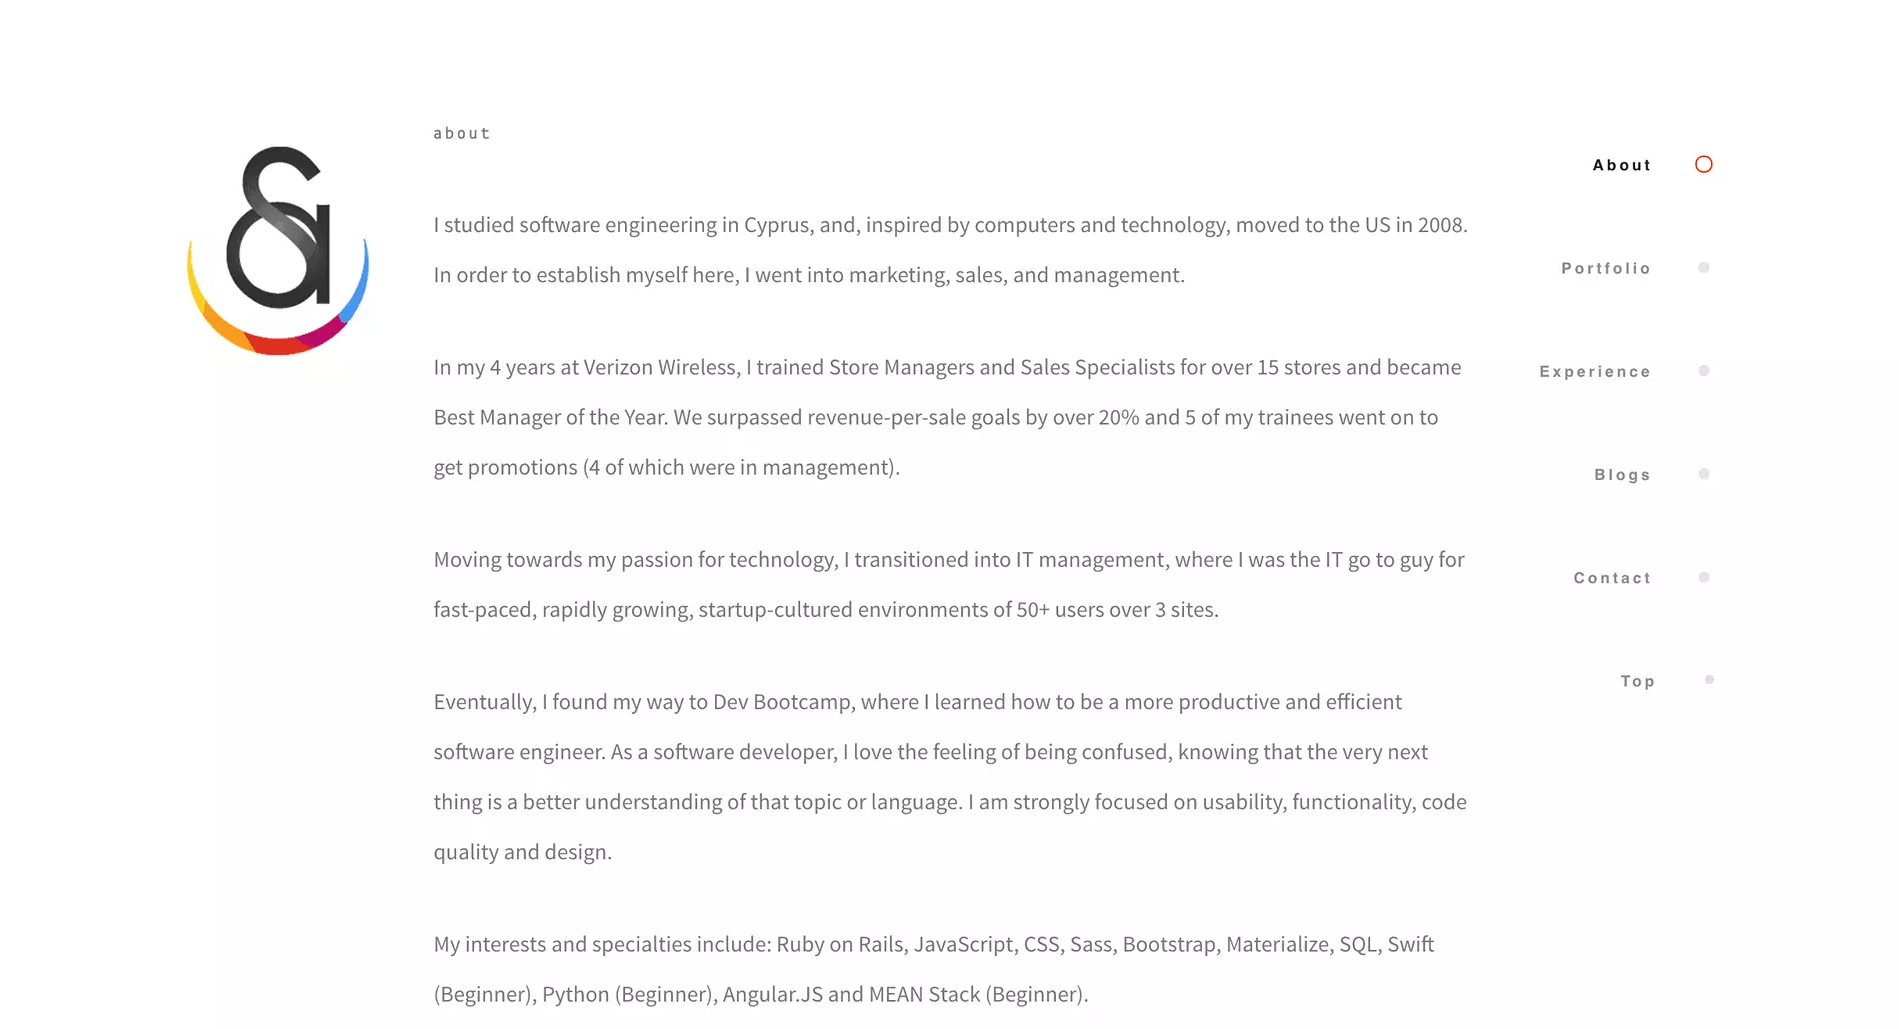 about
I studied software engineering in Cyprus, and, inspired by computers and technology, moved to the US in 2008.
In order to establish myself here, I went into marketing, sales, and management.
In my 4 years at Verizon Wireless, I trained Store Managers and Sales Specialists for over 15 stores and became
Best Manager of the Year. We surpassed revenue-per-sale goals by over 20% and 5 of my trainees went on to
get promotions (4 of which were in management).
Moving towards my passion for technology, I transitioned into IT management, where I was the IT go to guy for
fast-paced, rapidly growing, startup-cultured environments of 50+ users over 3 sites.
Eventually, I found my way to Dev Bootcamp, where I learned how to be a more productive and efficient
software engineer. As a software developer, I love the feeling of being confused, knowing that the very next
thing is a better understanding of that topic or language. I am strongly focused on usability, functionality, code
quality and design.
My interests and specialties include: Ruby on Rails, JavaScript, CSS, Sass, Bootstrap, Materialize, SQL, Swift
(Beginner), Python (Beginner), Angular.JS and MEAN Stack (Beginner).
About
Portfolio
Experience
Blogs
Contact
Top